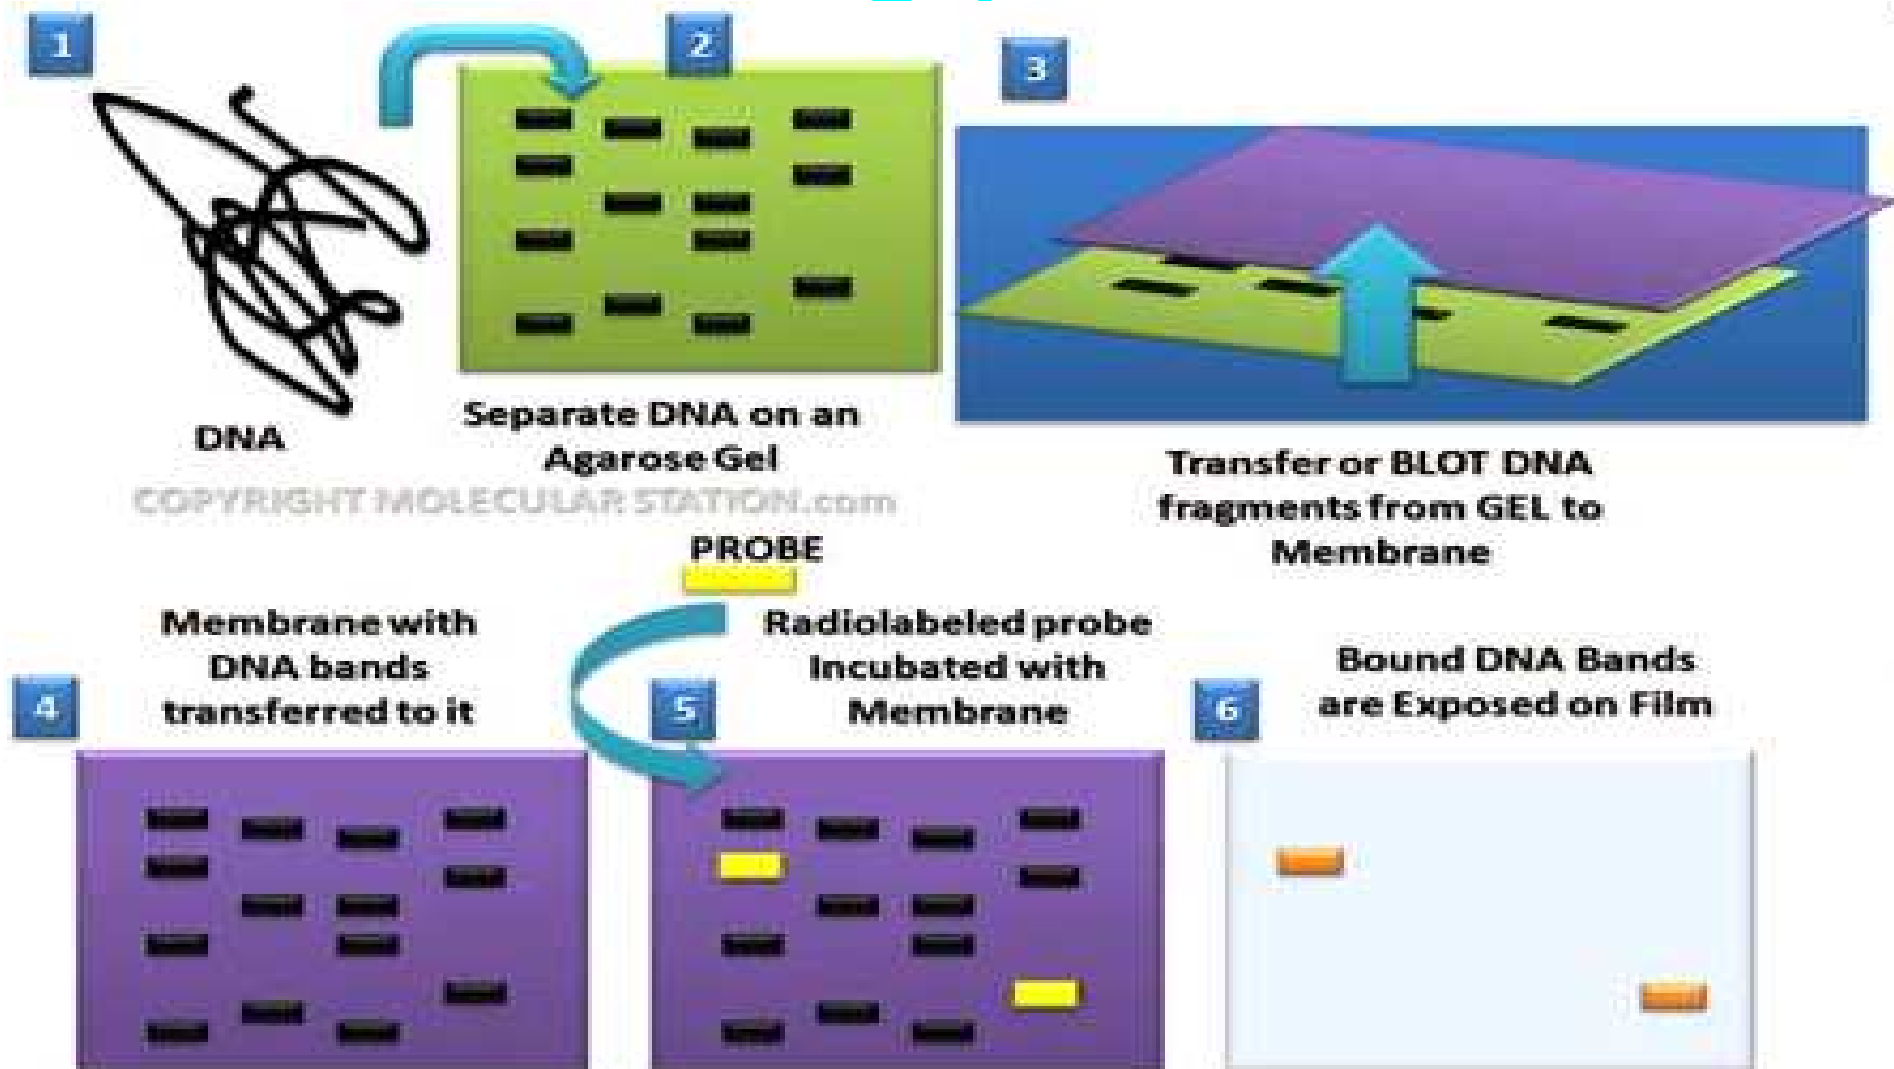 1
2
3
DNA
Separate DNA on an
Agarose Gel
Transfer or BLOT DNA
fragments from GEL to
Membrane
COPYRIGHT MOLECULAR STATION.com
PROBE
4
Membrane with
DNA bands
transferred to it
5
Radiolabeled probe
Incubated with
Membrane
6
Bound DNA Bands
are Exposed on Film